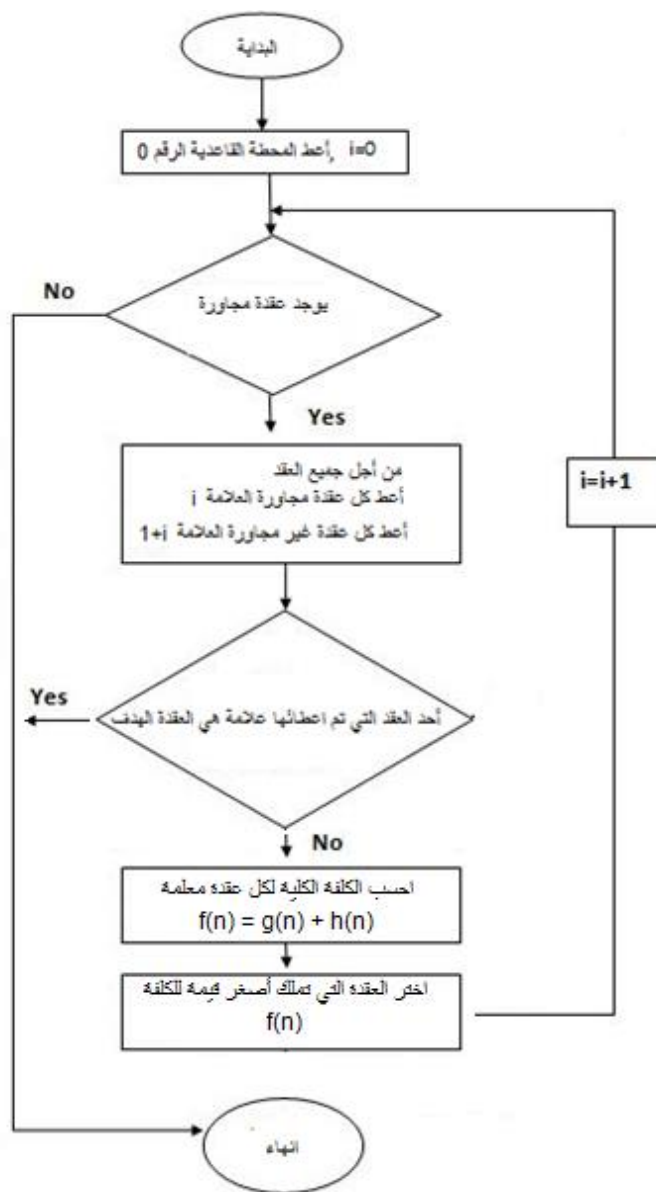 البداية
i=0 ,أعط المحطة القاعدية الرقم 0
No
يوجد عقدة مجاورة
Yes
من أجل جميع العقد
أعط كل عقدة مجاورة العلامة i
أعط كل عقدة غير مجاورة العلامة 1+i
i=i+1
Yes
أحد العقد التي تم اعطائها علامة هي العقدة الهدف
No
احسب الكلفة الكلية لكل عقدة معلمة
f(n) = g(n) + h(n)
اختر العقدة التي تملك أصغر قيمة للكلفة
f(n)
انهاء